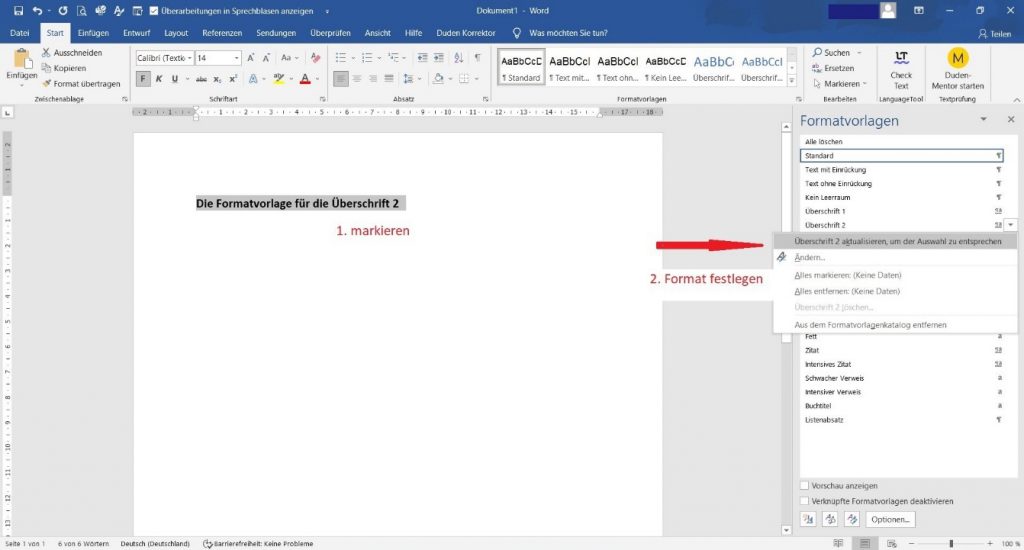 Überarbeitungen in Sprechblasen anzeigen
Dokument1 - Word
Datei Start Einfügen Entwurf Layout Referenzen Sendungen Überprüfen Ansicht Hilfe Duden Korrektor Was möchten Sie tun? Teilen
Einfügen
Ausschneiden
Kopieren
Format übertragen
Zwischenablage
Calibri (Textk 14
F K U
Schriftart
Absatz
AaBbCcD AaBbCcI AaBbCcI AaBbCcI AaBbCc AaBbCcI
¶ Standard ¶ Text mit... ¶ Text ohn... ¶ Kein Leer... Überschrif... Überschrif...
Formatvorlagen
Suchen
Ersetzen
Markieren
Bearbeiten
LT
Check Text
LanguageTool
M
Duden-
Mentor starten
Textprüfung
Die Formatvorlage für die Überschrift 2
1. markieren
2. Format festlegen
Formatvorlagen
Alle löschen
Standard
Text mit Einrückung
Text ohne Einrückung
Kein Leerraum
Überschrift 1
Überschrift 2
Überschrift 2 aktualisieren, um der Auswahl zu entsprechen
Ändern...
Alles markieren: (Keine Daten)
Alles entfernen: (Keine Daten)
Überschrift 2 löschen...
Aus dem Formatvorlagenkatalog entfernen
Fett
Zitat
Intensives Zitat
Schwacher Verweis
Intensiver Verweis
Buchtitel
Listenabsatz
Vorschau anzeigen
Verknüpfte Formatvorlagen deaktivieren
Optionen...
Seite 1 von 1 6 von 6 Wörtern Deutsch (Deutschland) Barrierefreiheit: Keine Probleme 100 %